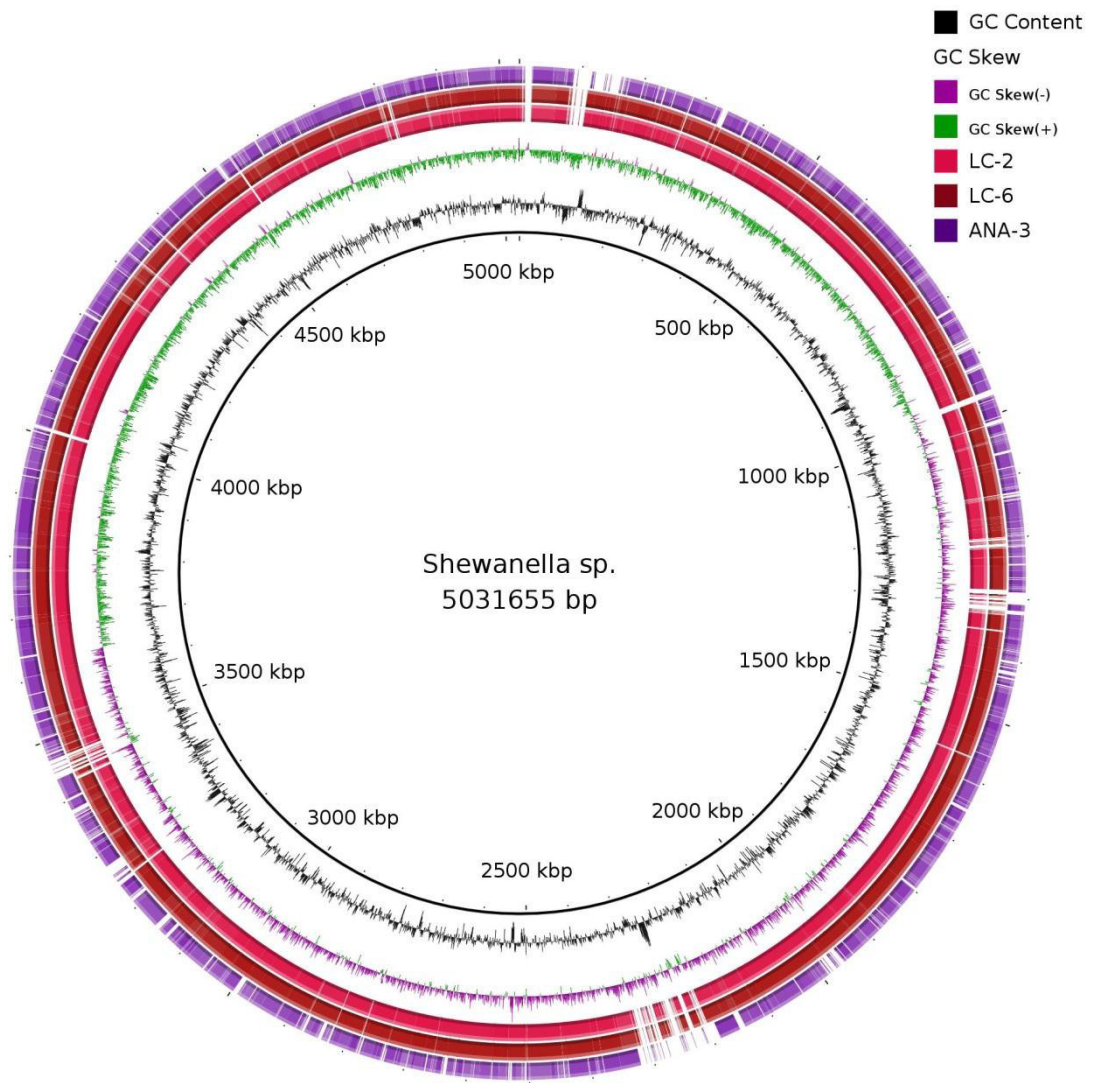 GC Content
GC Skew
GC Skew(-)
GC Skew(+)
LC-2
LC-6
ANA-3
5000 kbp
500 kbp
4500 kbp
1000 kbp
4000 kbp
Shewanella sp.
5031655 bp
1500 kbp
3500 kbp
2000 kbp
3000 kbp
2500 kbp